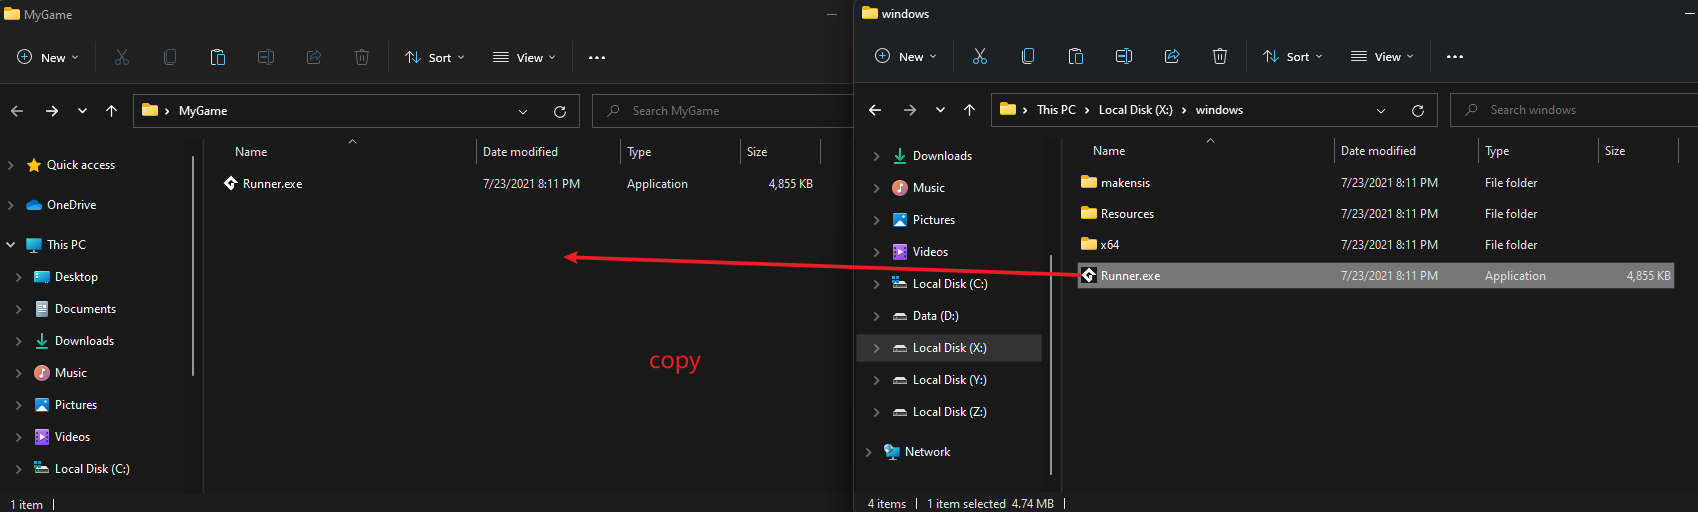 MyGame
New
Sort
View
MyGame
Search MyGame
Name
Date modified
Type
Size
Quick access
Runner.exe
7/23/2021 8:11 PM
Application
4,855 KB
OneDrive
This PC
Desktop
Documents
Downloads
Music
Pictures
Videos
Local Disk (C:)
1 item
copy
windows
New
Sort
View
This PC > Local Disk (X:) > windows
Search windows
Name
Date modified
Type
Size
Downloads
Music
Pictures
Videos
Local Disk (C:)
Data (D:)
Local Disk (X:)
Local Disk (Y:)
Local Disk (Z:)
Network
makensis
7/23/2021 8:11 PM
File folder
Resources
7/23/2021 8:11 PM
File folder
x64
7/23/2021 8:11 PM
File folder
Runner.exe
7/23/2021 8:11 PM
Application
4,855 KB
4 items
1 item selected 4.74 MB